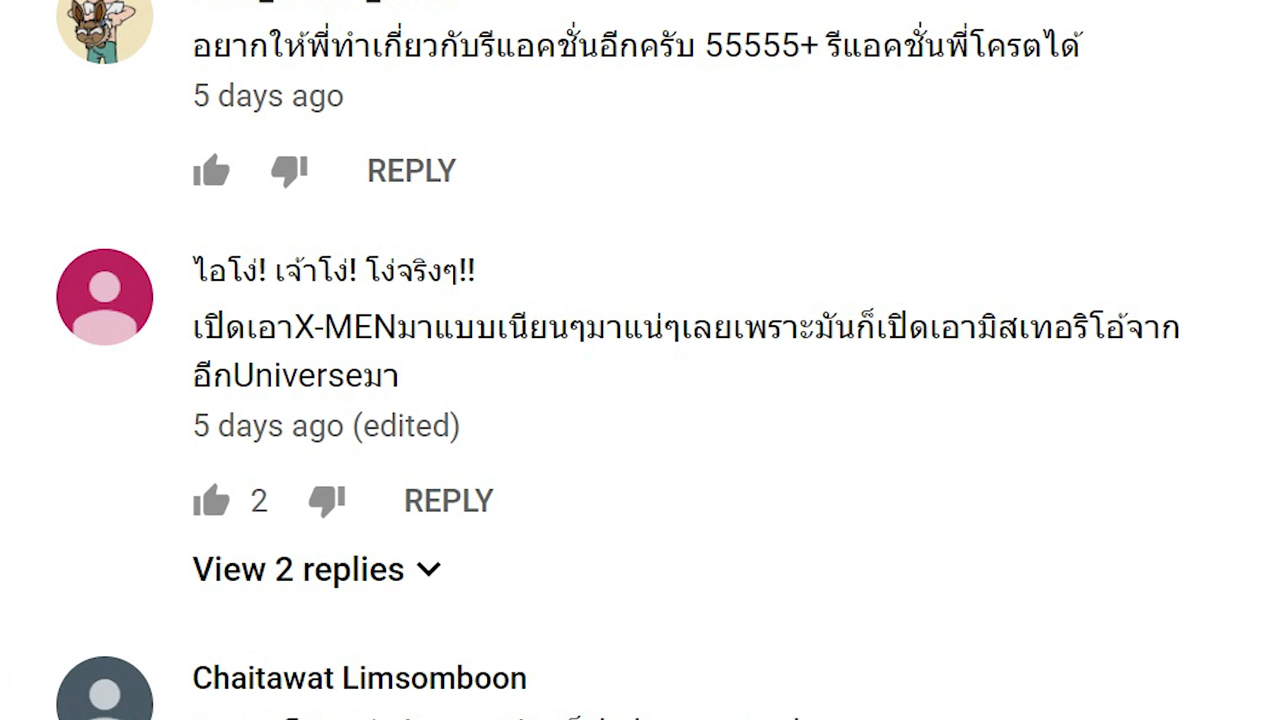 อยากให้พี่ทำเกี่ยวกับรีแอคชั่นอีกครับ 55555+ รีแอคชั่นพี่โครตได้
5 days ago
REPLY
ไอโง่! เจ้าโง่! โง่จริงๆ!!
เปิดเอาX-MENมาแบบเนียนๆมาแน่ๆเลยเพราะมันก็เปิดเอามิสเทอริโอ้จาก
อีกUniverseมา
5 days ago (edited)
2 REPLY
View 2 replies
Chaitawat Limsomboon